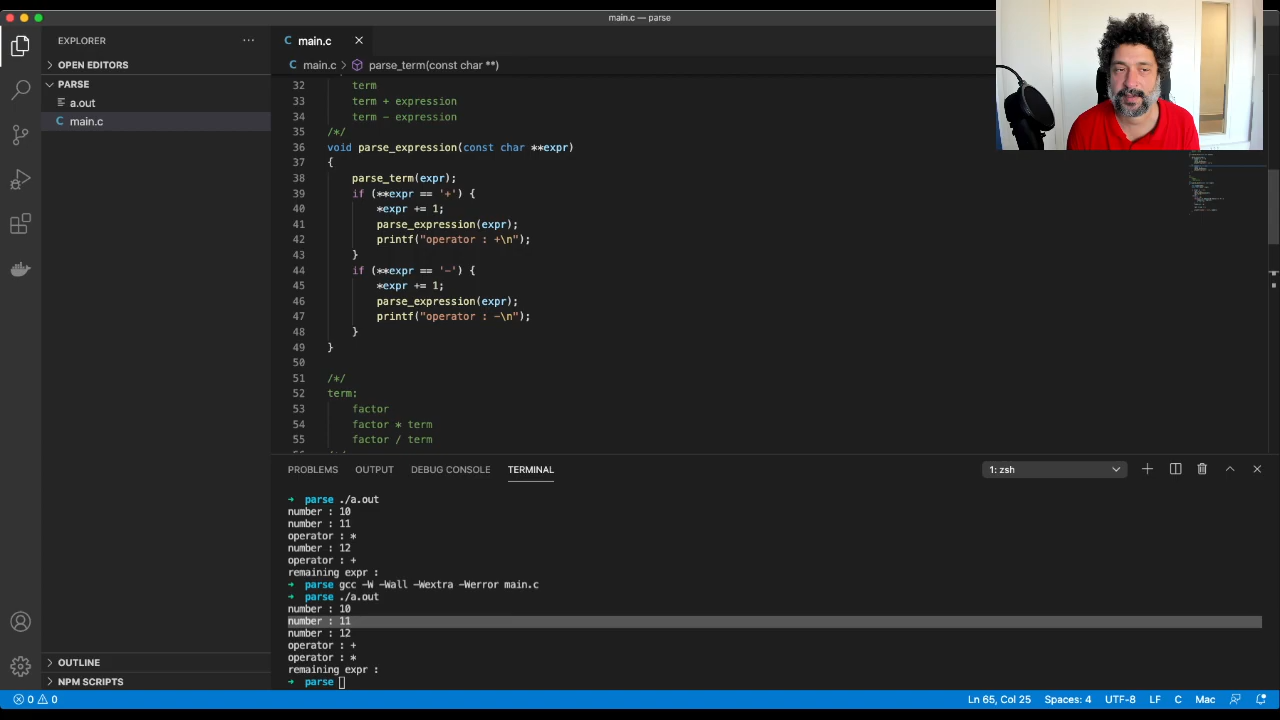 main.c — parse
EXPLORER
OPEN EDITORS
PARSE
a.out
main.c
OUTLINE
NPM SCRIPTS
main.c
main.c > parse_term(const char **)
32 term
33 term + expression
34 term - expression
35 /*/
36 void parse_expression(const char **expr)
37 {
38 parse_term(expr);
39 if (**expr == '+') {
40 *expr += 1;
41 parse_expression(expr);
42 printf("operator : +\n");
43 }
44 if (**expr == '-') {
45 *expr += 1;
46 parse_expression(expr);
47 printf("operator : -\n");
48 }
49 }
50
51 /*/
52 term:
53 factor
54 factor * term
55 factor / term
PROBLEMS OUTPUT DEBUG CONSOLE TERMINAL 1: zsh
➜ parse ./a.out
number : 10
number : 11
operator : *
number : 12
operator : +
remaining expr :
➜ parse gcc -W -Wall -Wextra -Werror main.c
➜ parse ./a.out
number : 10
number : 11
number : 12
operator : +
operator : *
remaining expr :
➜ parse
0 0 Ln 65, Col 25 Spaces: 4 UTF-8 LF C Mac